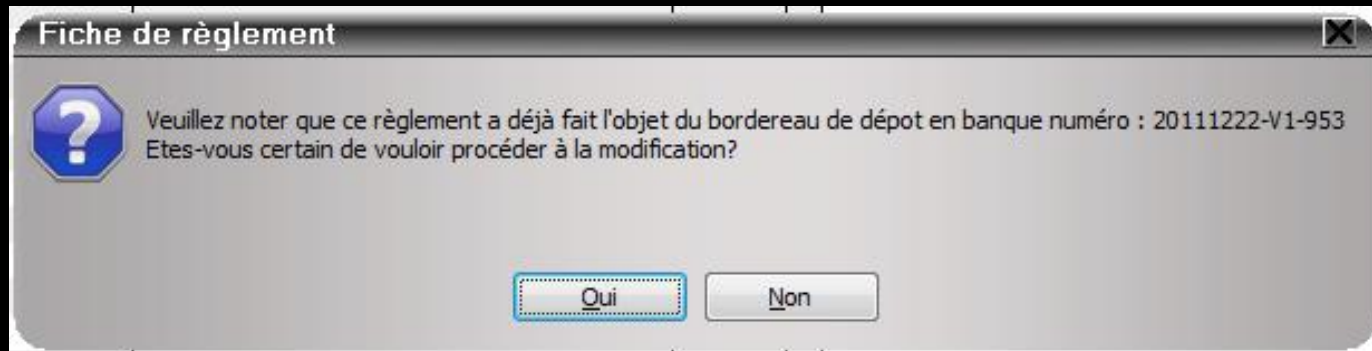 Fiche de règlement
Veuillez noter que ce règlement a déjà fait l'objet du bordereau de dépot en banque numéro : 20111222-V1-953
Etes-vous certain de vouloir procéder à la modification?
Oui
Non